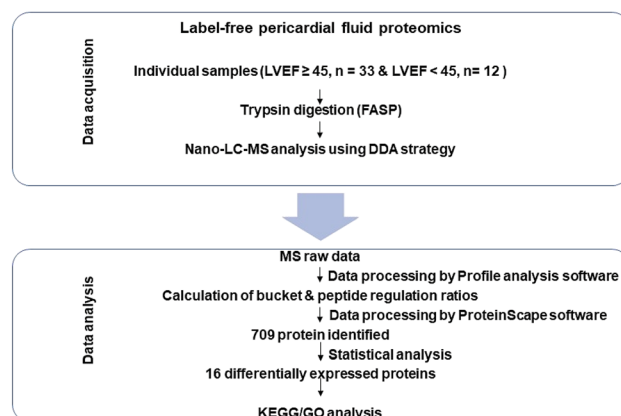 Label-free pericardial fluid proteomics
Data acquisition
Individual samples (LVEF ≥ 45, n = 33 & LVEF < 45, n= 12 )
Trypsin digestion (FASP)
Nano-LC-MS analysis using DDA strategy
Data analysis
MS raw data
Data processing by Profile analysis software
Calculation of bucket & peptide regulation ratios
Data processing by ProteinScape software
709 protein identified
Statistical analysis
16 differentially expressed proteins
KEGG/GO analysis